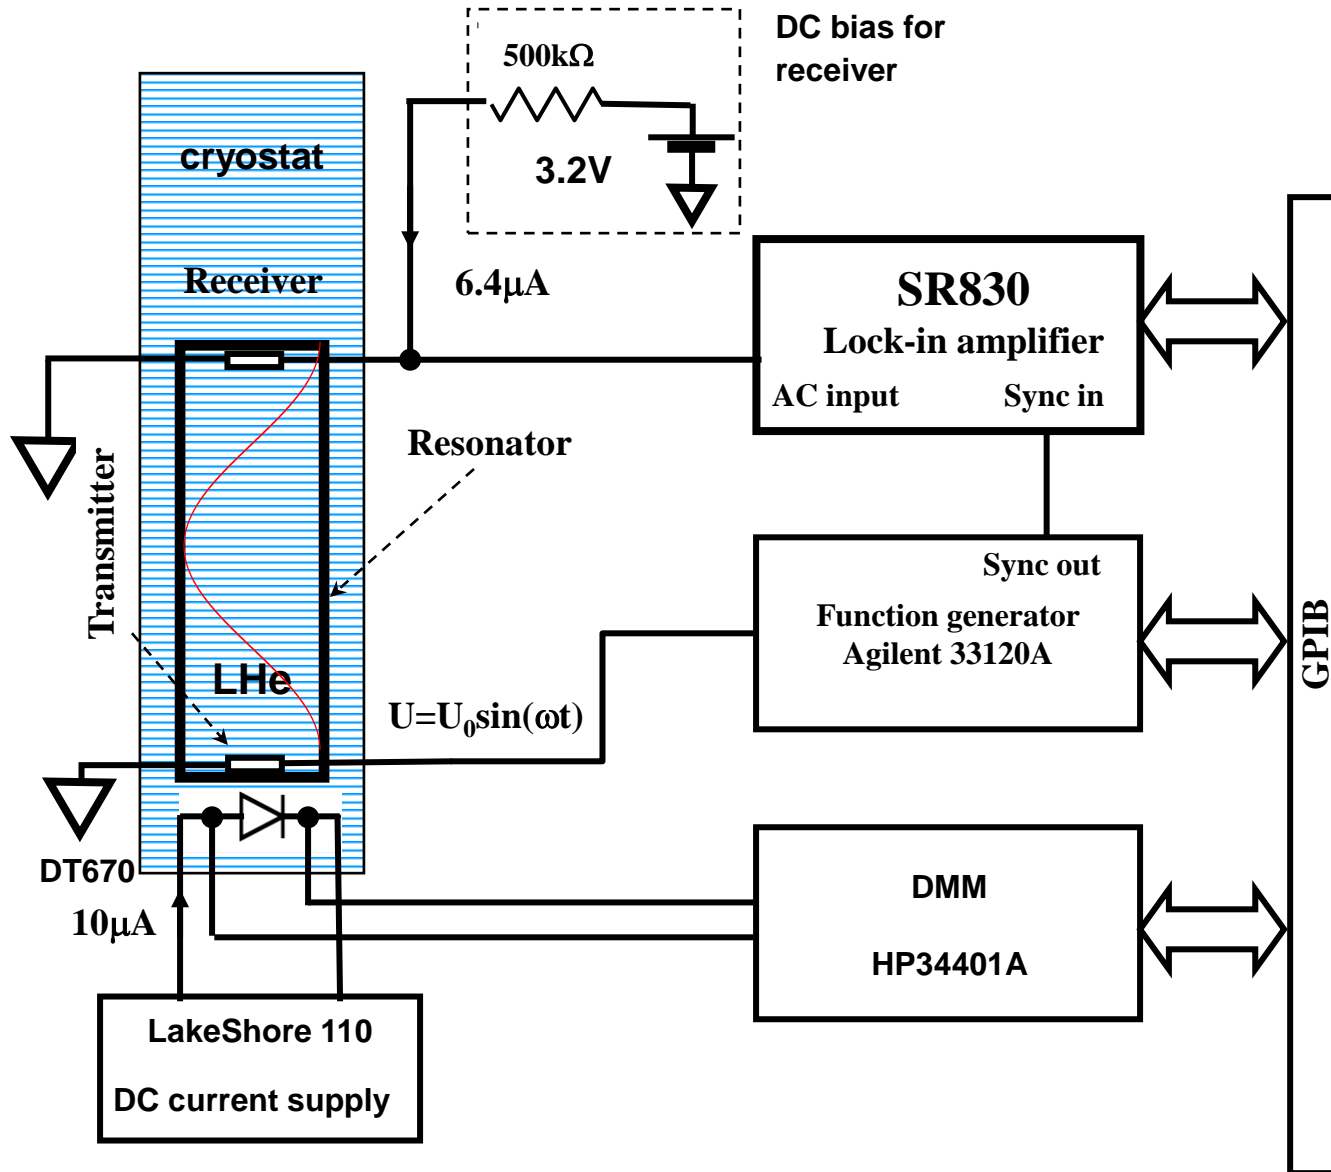 DC bias for
receiver
500kΩ
3.2V
cryostat
Receiver
6.4μA
SR830
Lock-in amplifier
AC input
Sync in
Resonator
Transmitter
Sync out
Function generator
Agilent 33120A
GPIB
LHe
U=U₀sin(ωt)
DT670
10μA
DMM
HP34401A
LakeShore 110
DC current supply